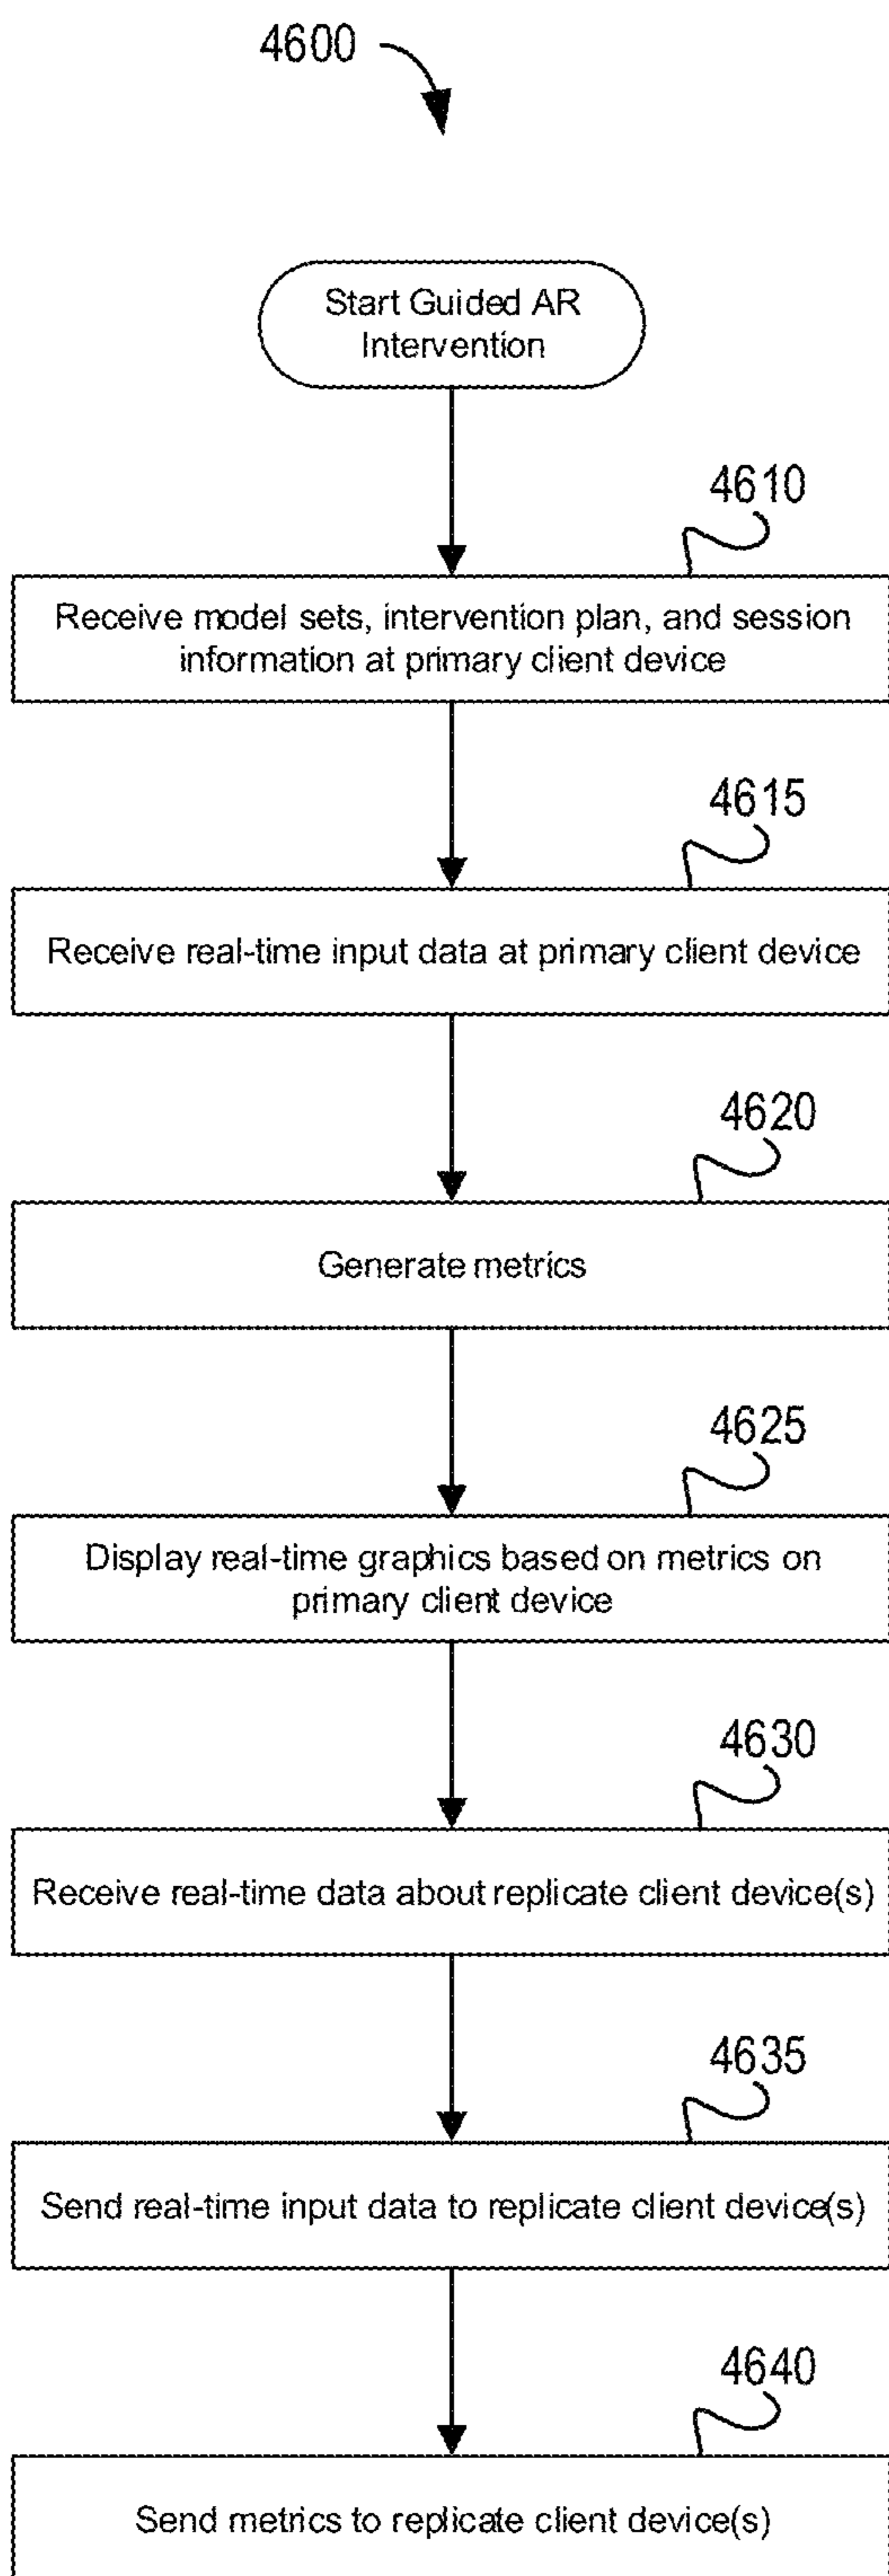 4600
Start Guided AR
Intervention
4610
Receive model sets, intervention plan, and session
information at primary client device
4615
Receive real-time input data at primary client device
4620
Generate metrics
4625
Display real-time graphics based on metrics on
primary client device
4630
Receive real-time data about replicate client device(s)
4635
Send real-time input data to replicate client device(s)
4640
Send metrics to replicate client device(s)